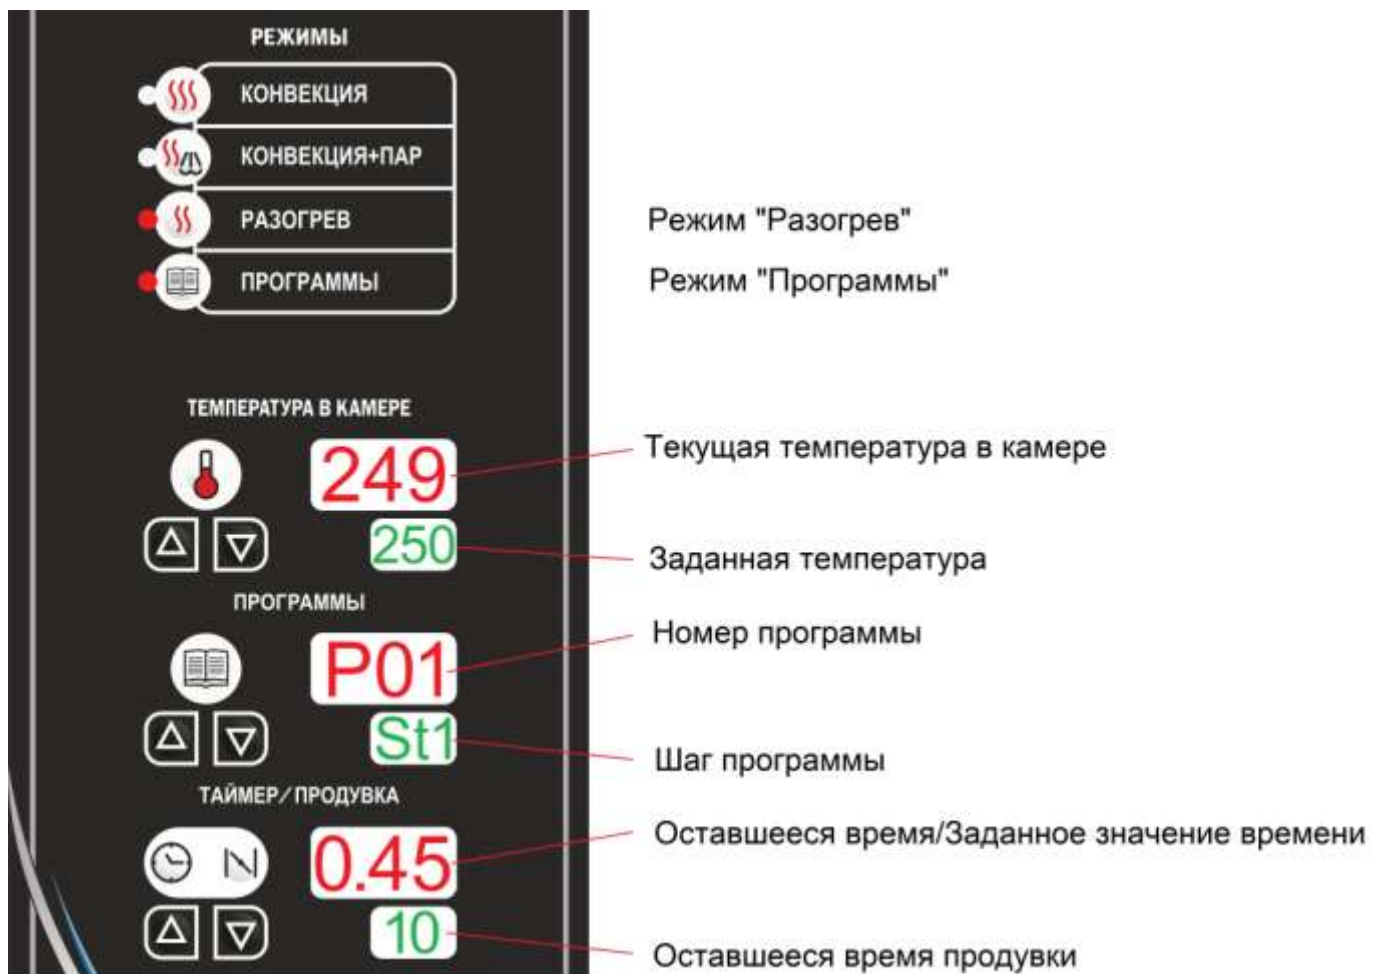 РЕЖИМЫ
КОНВЕКЦИЯ
КОНВЕКЦИЯ+ПАР
РАЗОГРЕВ Режим "Разогрев"
ПРОГРАММЫ Режим "Программы"
ТЕМПЕРАТУРА В КАМЕРЕ
249 Текущая температура в камере
250 Заданная температура
ПРОГРАММЫ
P01 Номер программы
St1 Шаг программы
ТАЙМЕР/ПРОДУВКА
0.45 Оставшееся время/Заданное значение времени
10 Оставшееся время продувки